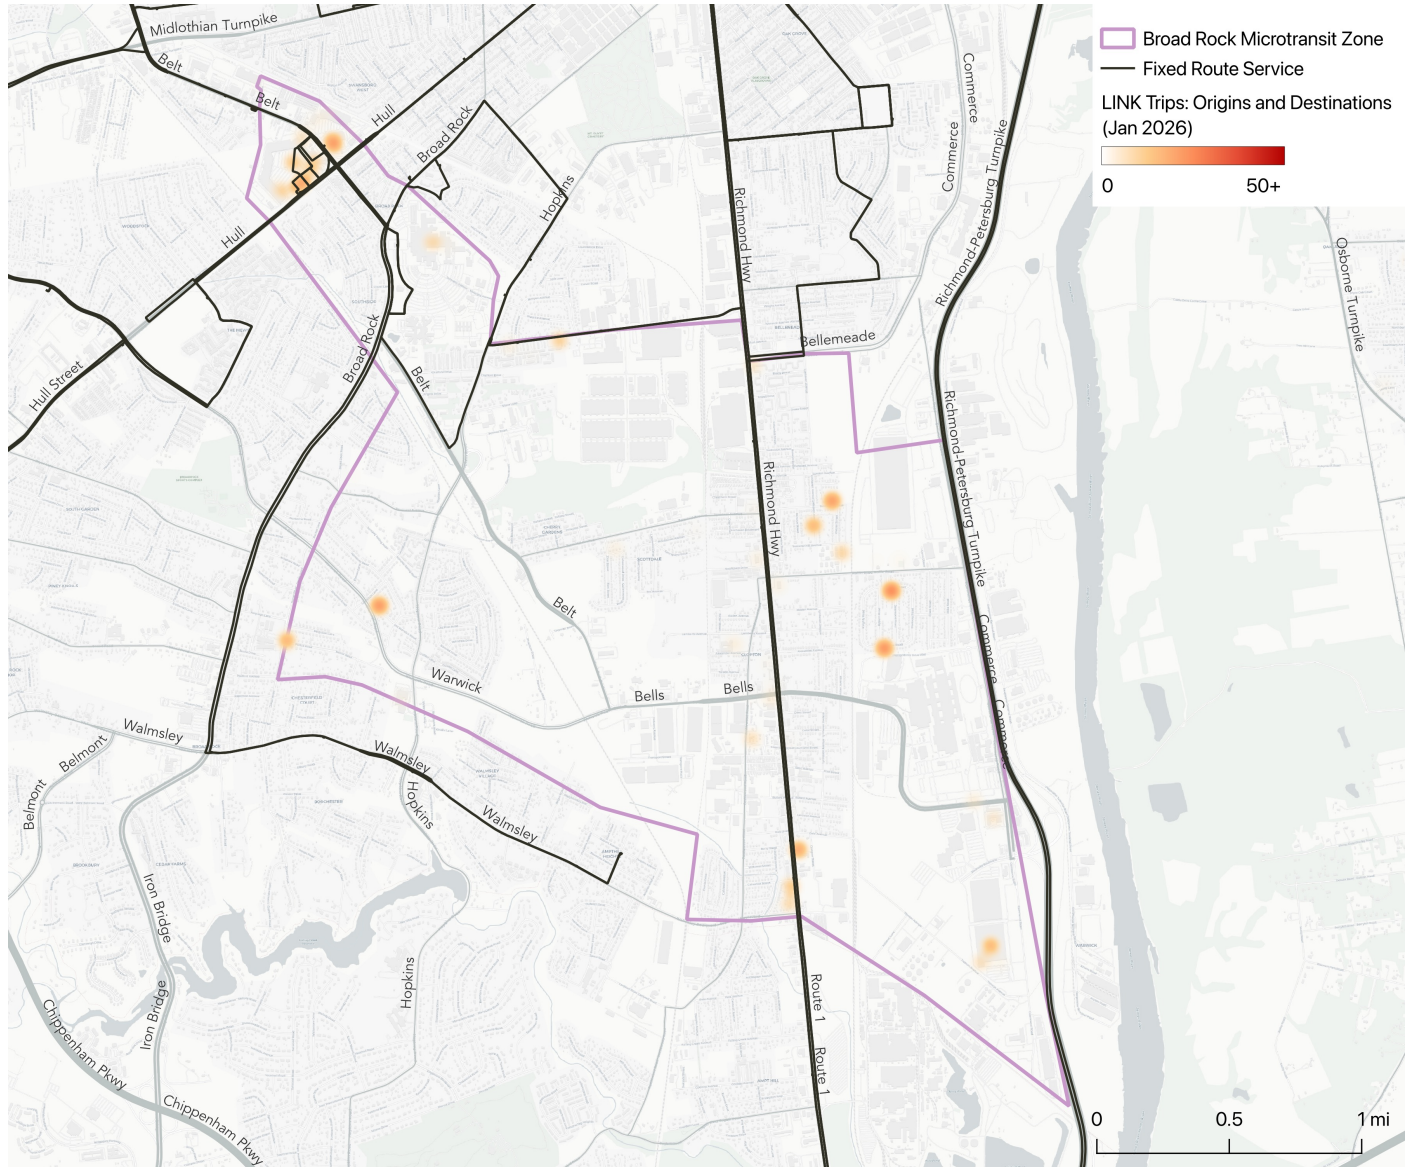 Broad Rock Microtransit Zone
Fixed Route Service
LINK Trips: Origins and Destinations
(Jan 2026)
0
50+
Midlothian Turnpike
Belt
Belt
Hull
Broad Rock
Hopkins
Hull
Hull Street
Broad Rock
Belt
Richmond Hwy
Commerce
Commerce
Richmond-Petersburg Turnpike
Bellemeade
Osborne Turnpike
Richmond-Petersburg Turnpike
Richmond Hwy
Belt
Warwick
Bells
Bells
Commerce
Commerce
Walmsley
Belmont
Belmont
Walmsley
Hopkins
Walmsley
Iron Bridge
Iron Bridge
Hopkins
Chippenham Pkwy
Chippenham Pkwy
Route 1
Route 1
0
0.5
1 mi